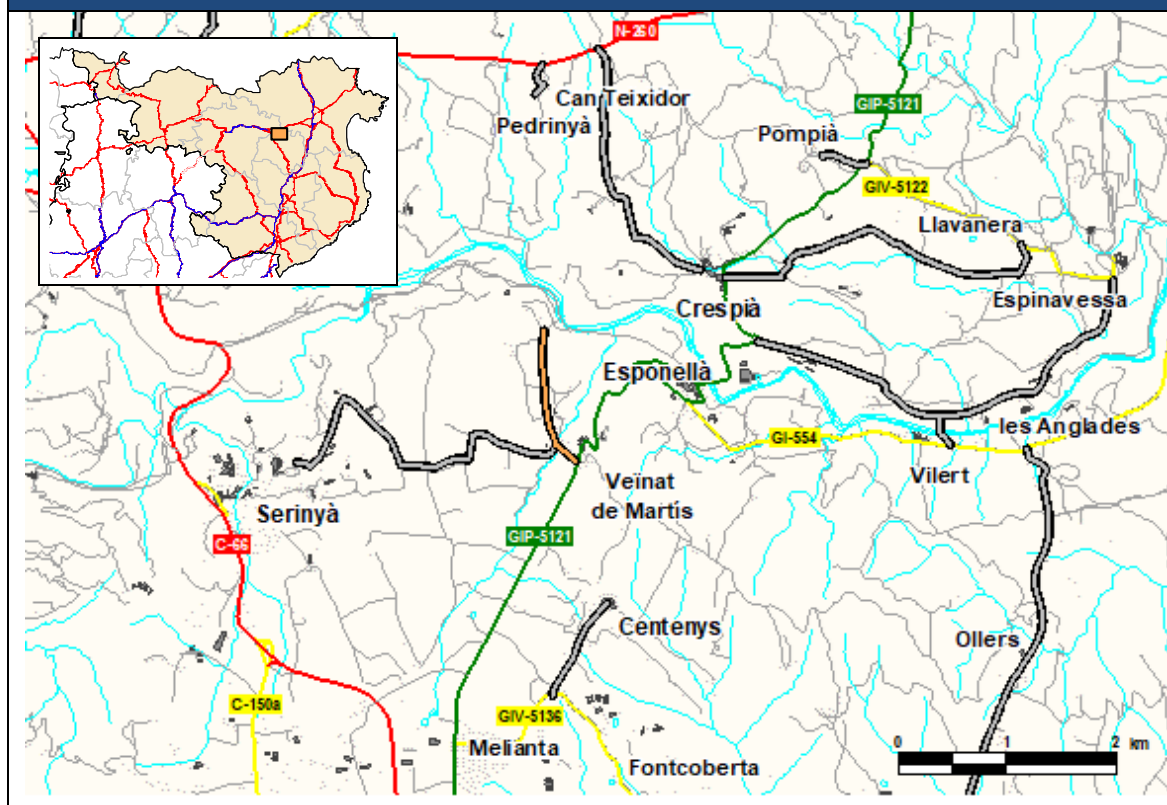 N-260
Can Teixidor
Pedrinyà
GIP-5121
Pompià
GIV-5122
Llavanera
Espinavessa
Crespià
Esponellà
les Anglades
GI-554
Vilert
Veïnat
de Martís
Serinyà
GIP-5121
C-66
Centenys
Ollers
C-150a
GIV-5136
Melianta
Fontcoberta
0 1 2 km